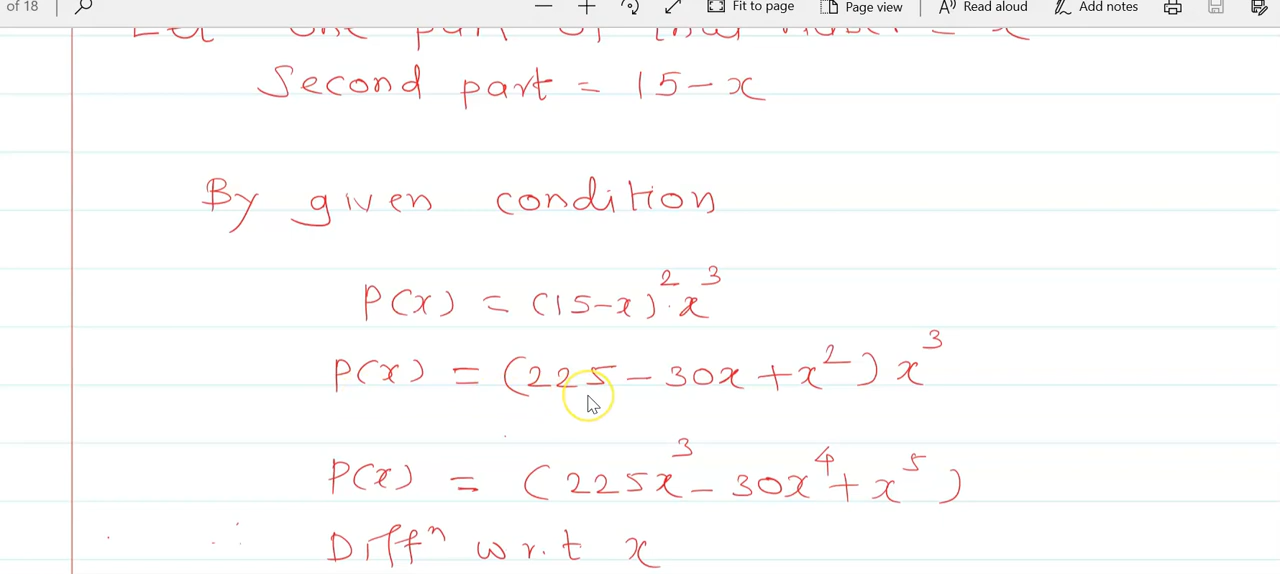 of 18 Fit to page Page view Read aloud Add notes
Second part = 15-x
By given condition
P(x) = (15-x)².x³
P(x) = (225-30x+x²)x³
P(x) = (225x³-30x⁴+x⁵)
∴ Diffⁿ w.r.t x